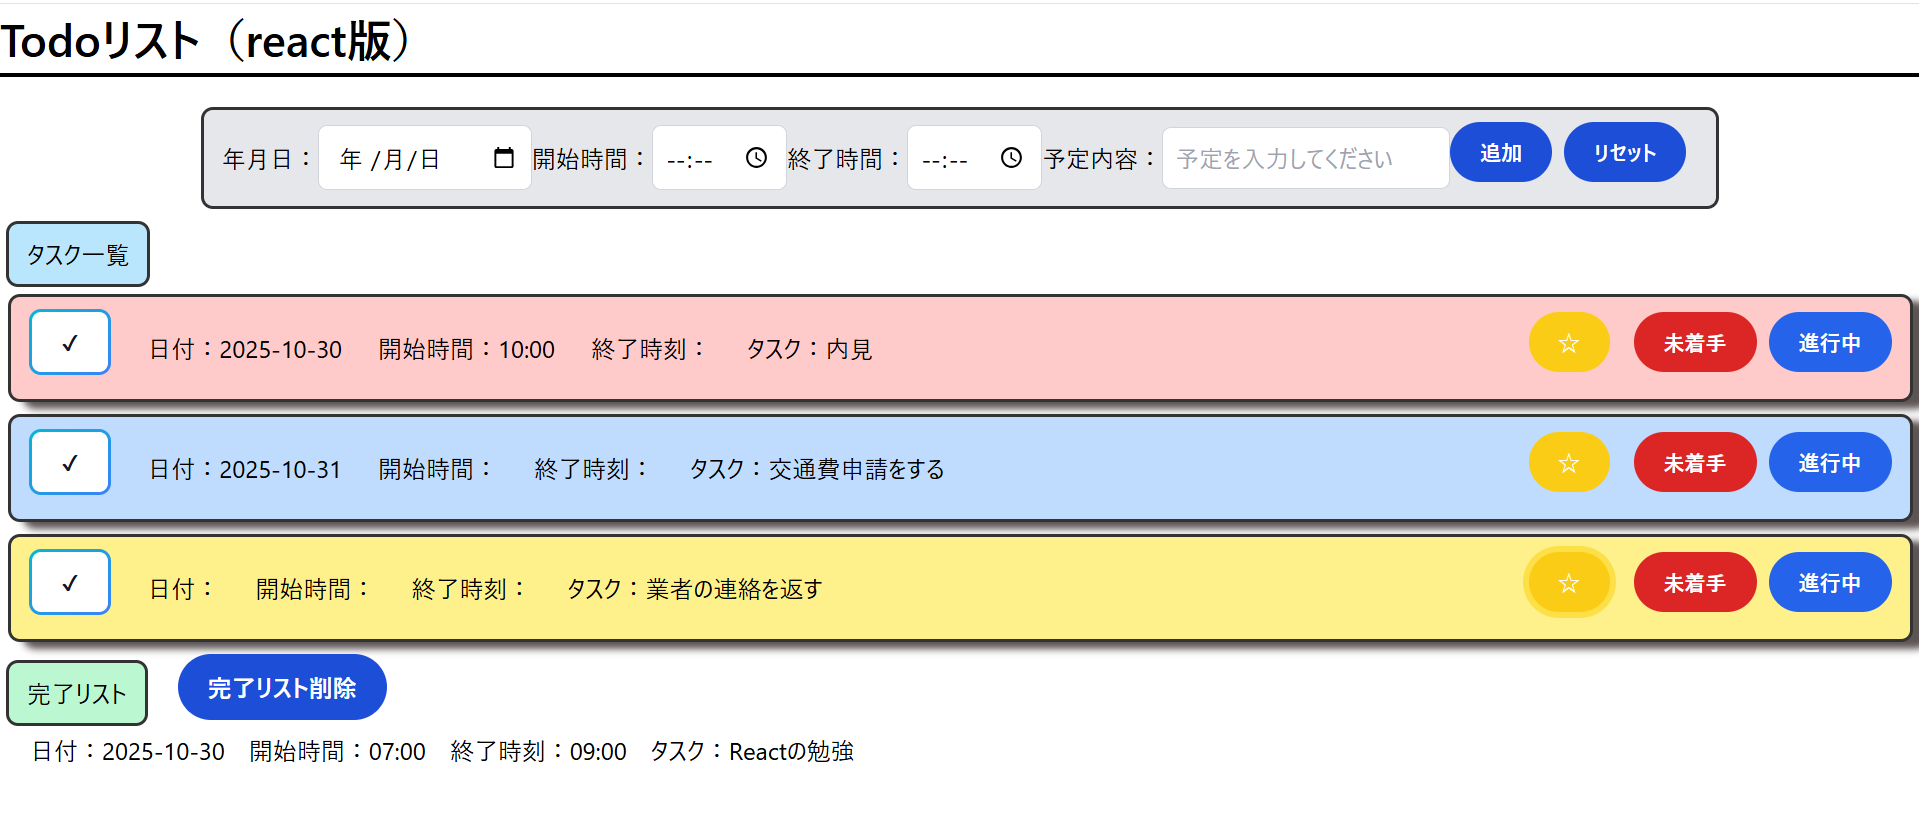 Todoリスト（react版）
年月日： 年 /月/日 開始時間： --:-- 終了時間： --:-- 予定内容： 予定を入力してください 追加 リセット
タスク一覧
✓ 日付：2025-10-30 開始時間：10:00 終了時刻： タスク：内見 ☆ 未着手 進行中
✓ 日付：2025-10-31 開始時間： 終了時刻： タスク：交通費申請をする ☆ 未着手 進行中
✓ 日付： 開始時間： 終了時刻： タスク：業者の連絡を返す ☆ 未着手 進行中
完了リスト 完了リスト削除
日付：2025-10-30 開始時間：07:00 終了時刻：09:00 タスク：Reactの勉強